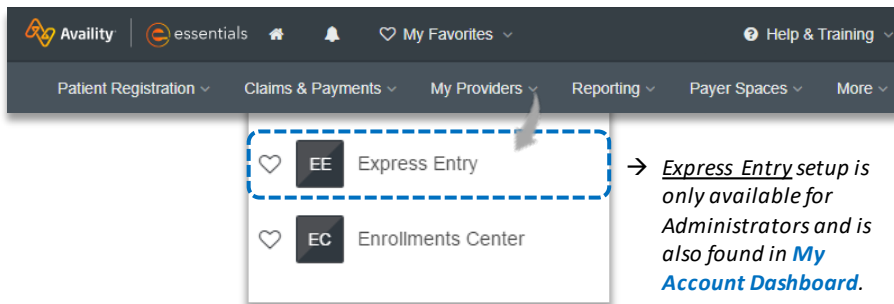 Availity essentials My Favorites Help & Training
Patient Registration Claims & Payments My Providers Reporting Payer Spaces More
EE Express Entry
EC Enrollments Center
→ Express Entry setup is
only available for
Administrators and is
also found in My
Account Dashboard.